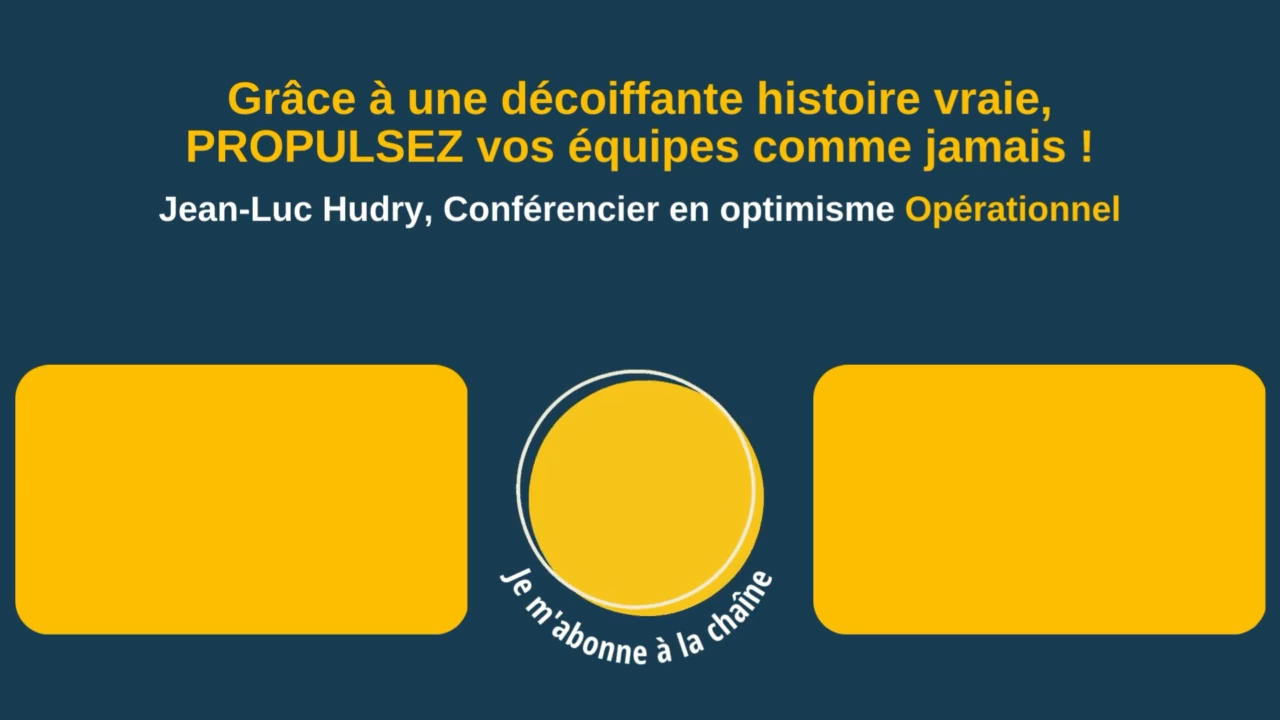 Grâce à une décoiffante histoire vraie,
PROPULSEZ vos équipes comme jamais !
Jean-Luc Hudry, Conférencier en optimisme Opérationnel
Je m'abonne à la chaîne